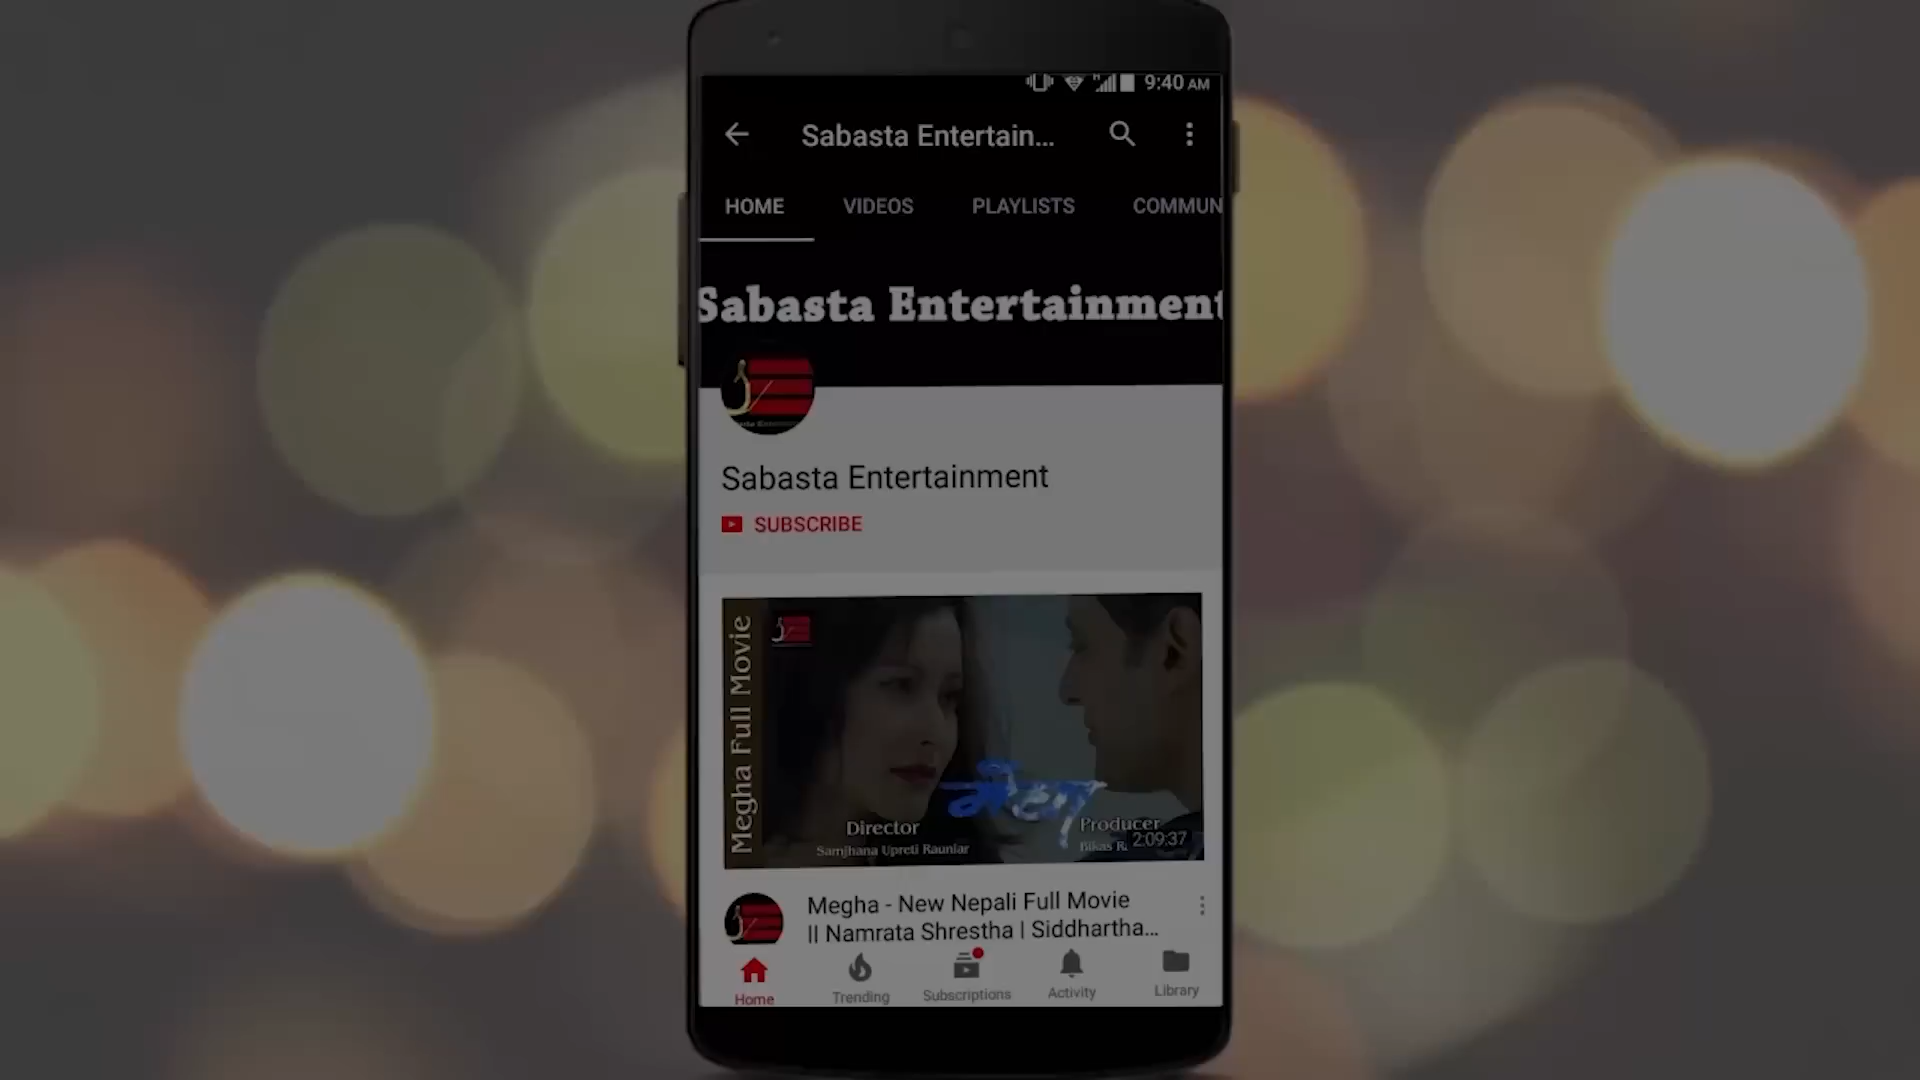 9:40 AM
Sabasta Entertain...
HOME VIDEOS PLAYLISTS COMMUN
Sabasta Entertainment
Sabasta Entertainment
SUBSCRIBE
Megha Full Movie
मेघा
Director
Samjhana Upreti Rauniar
Producer
Bikas R.
2:09:37
Megha - New Nepali Full Movie
|| Namrata Shrestha | Siddhartha...
Home Trending Subscriptions Activity Library